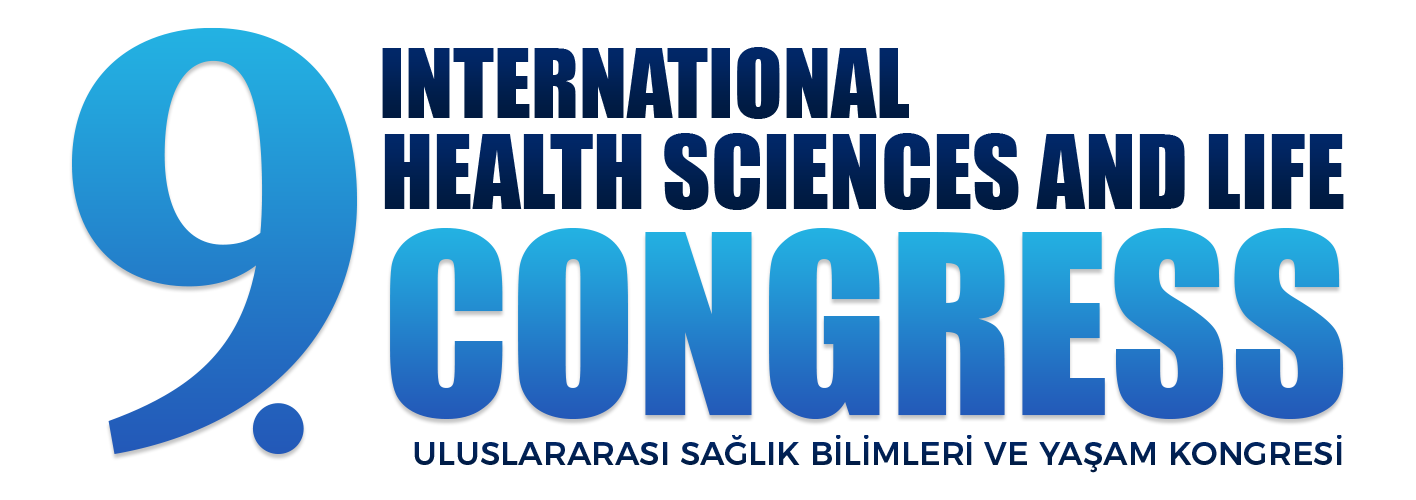 9.
INTERNATIONAL
HEALTH SCIENCES AND LIFE
CONGRESS
ULUSLARARASI SAĞLIK BİLİMLERİ VE YAŞAM KONGRESİ